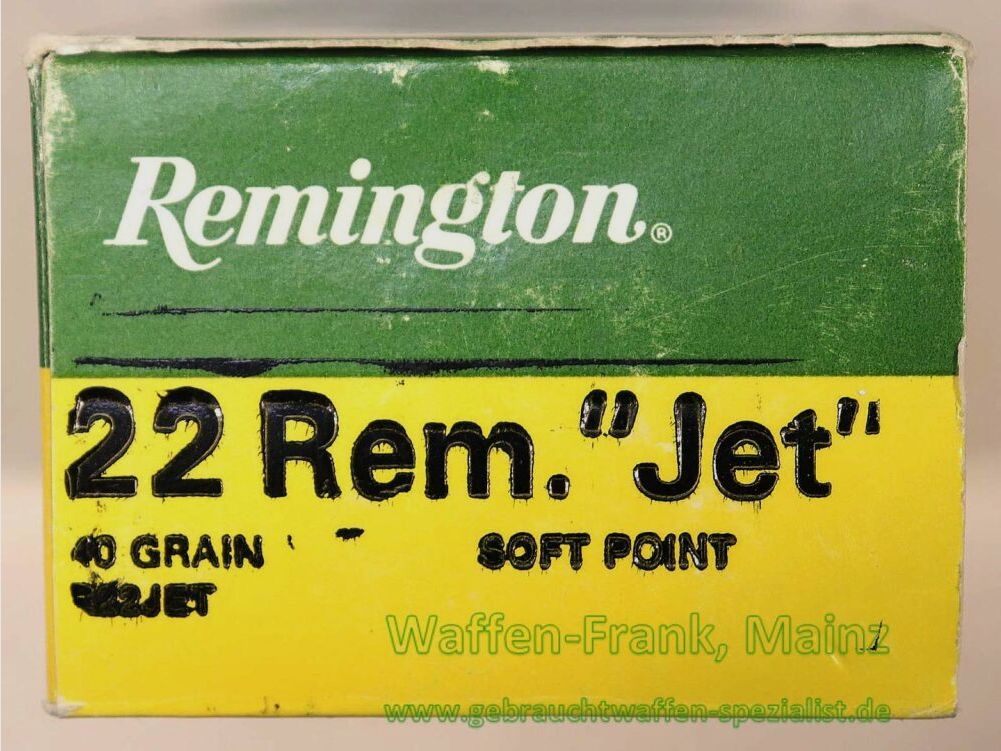 Remington®
22 Rem. "Jet"
40 GRAIN SOFT POINT
R22JET
Waffen-Frank, Mainz
www.gebrauchtwaffen-spezialist.de